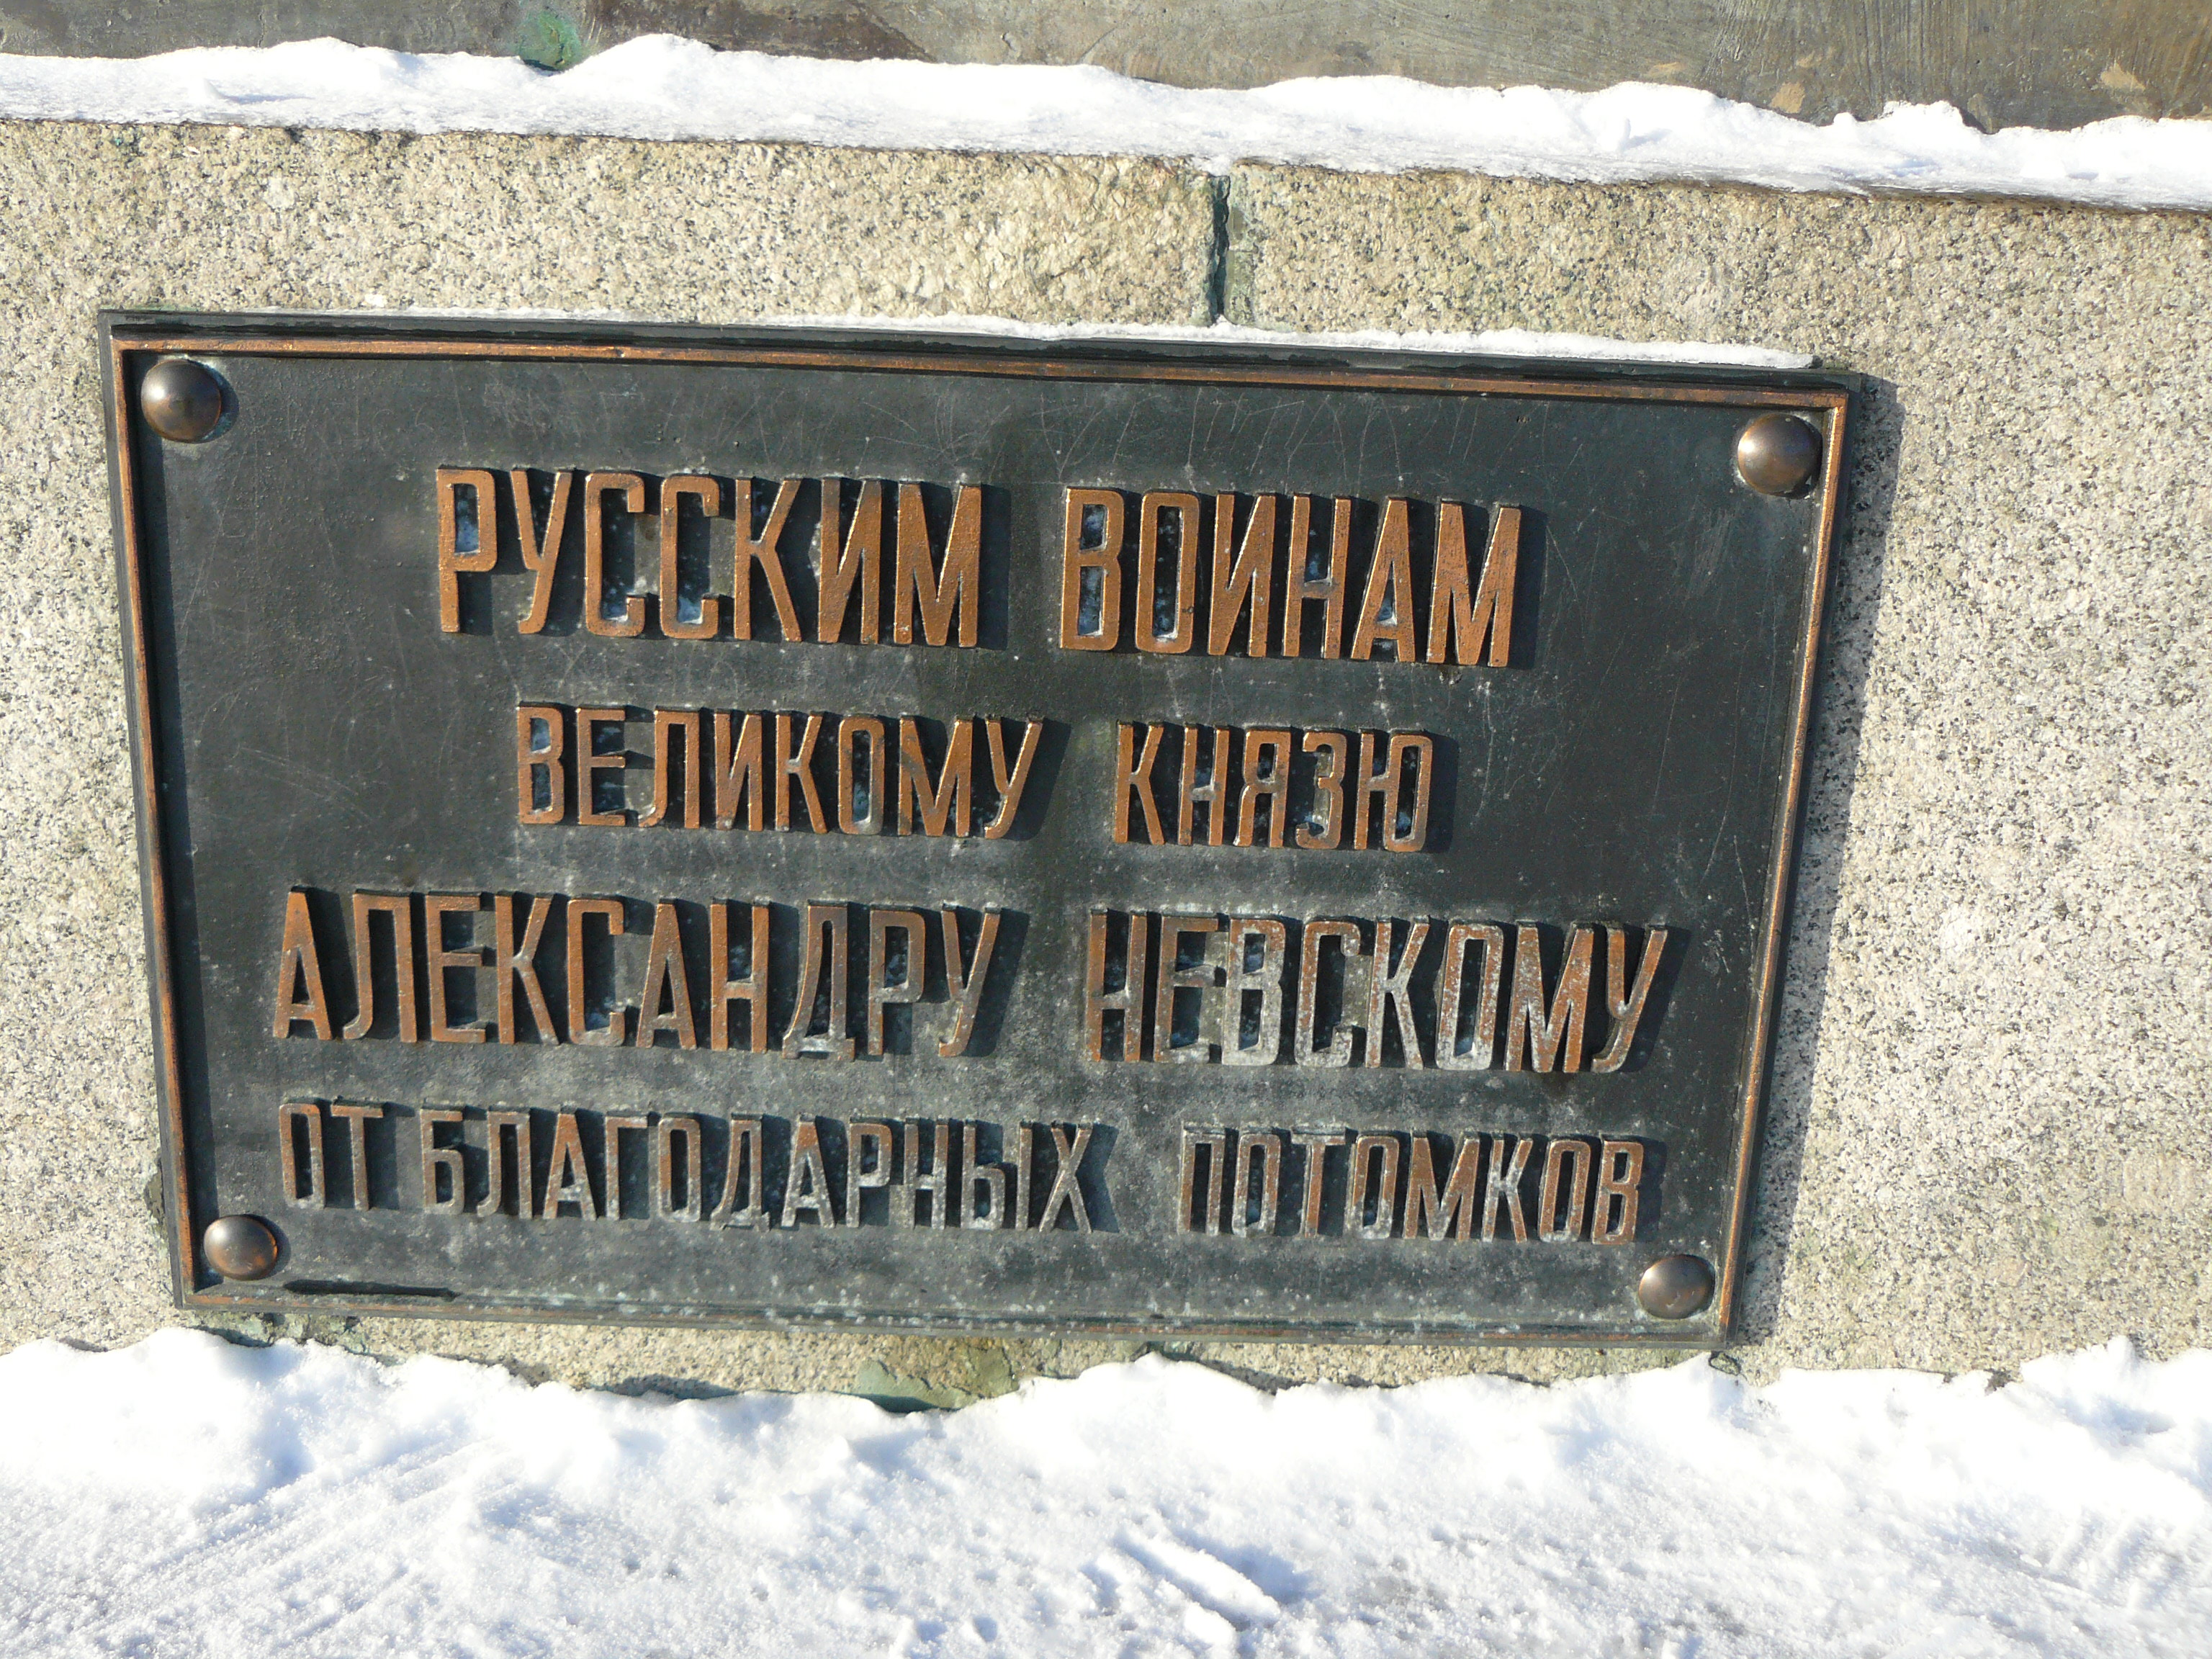 РУССКИМ ВОИНАМ
ВЕЛИКОМУ КНЯЗЮ
АЛЕКСАНДРУ НЕВСКОМУ
ОТ БЛАГОДАРНЫХ ПОТОМКОВ